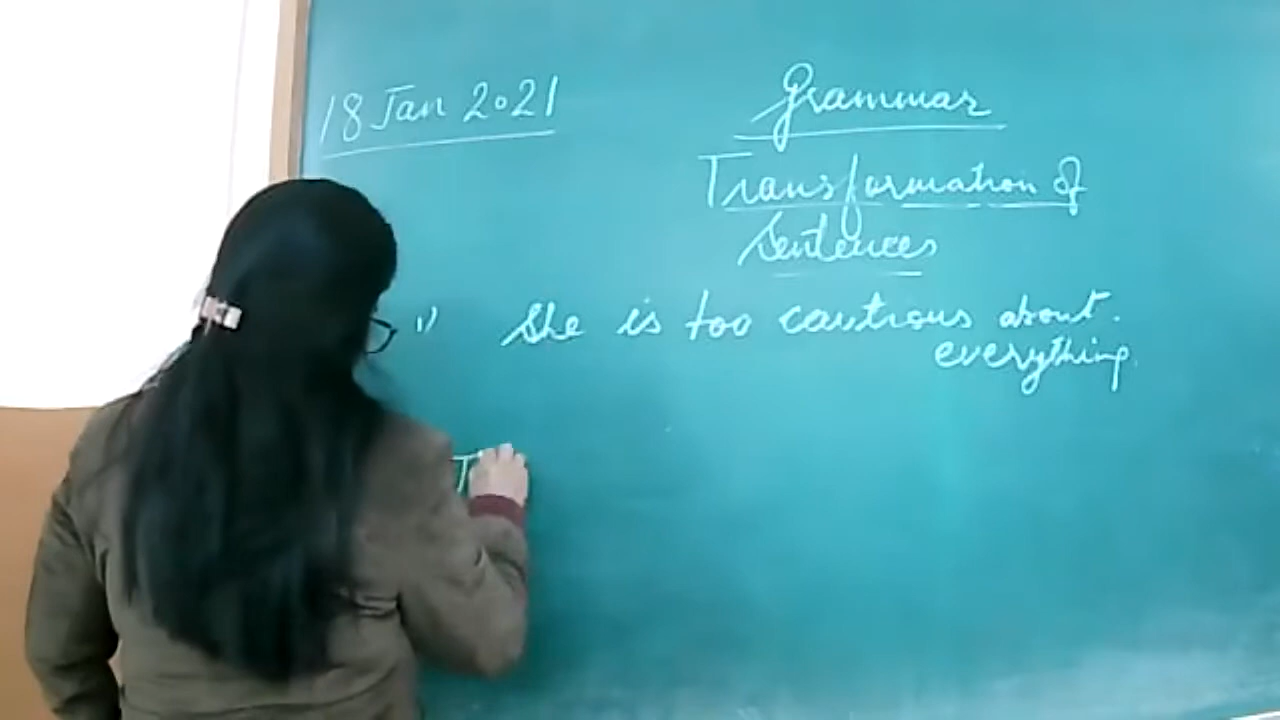 18 Jan 2021
Grammar
Transformation of
Sentences
1) She is too cautious about.
everything.
T